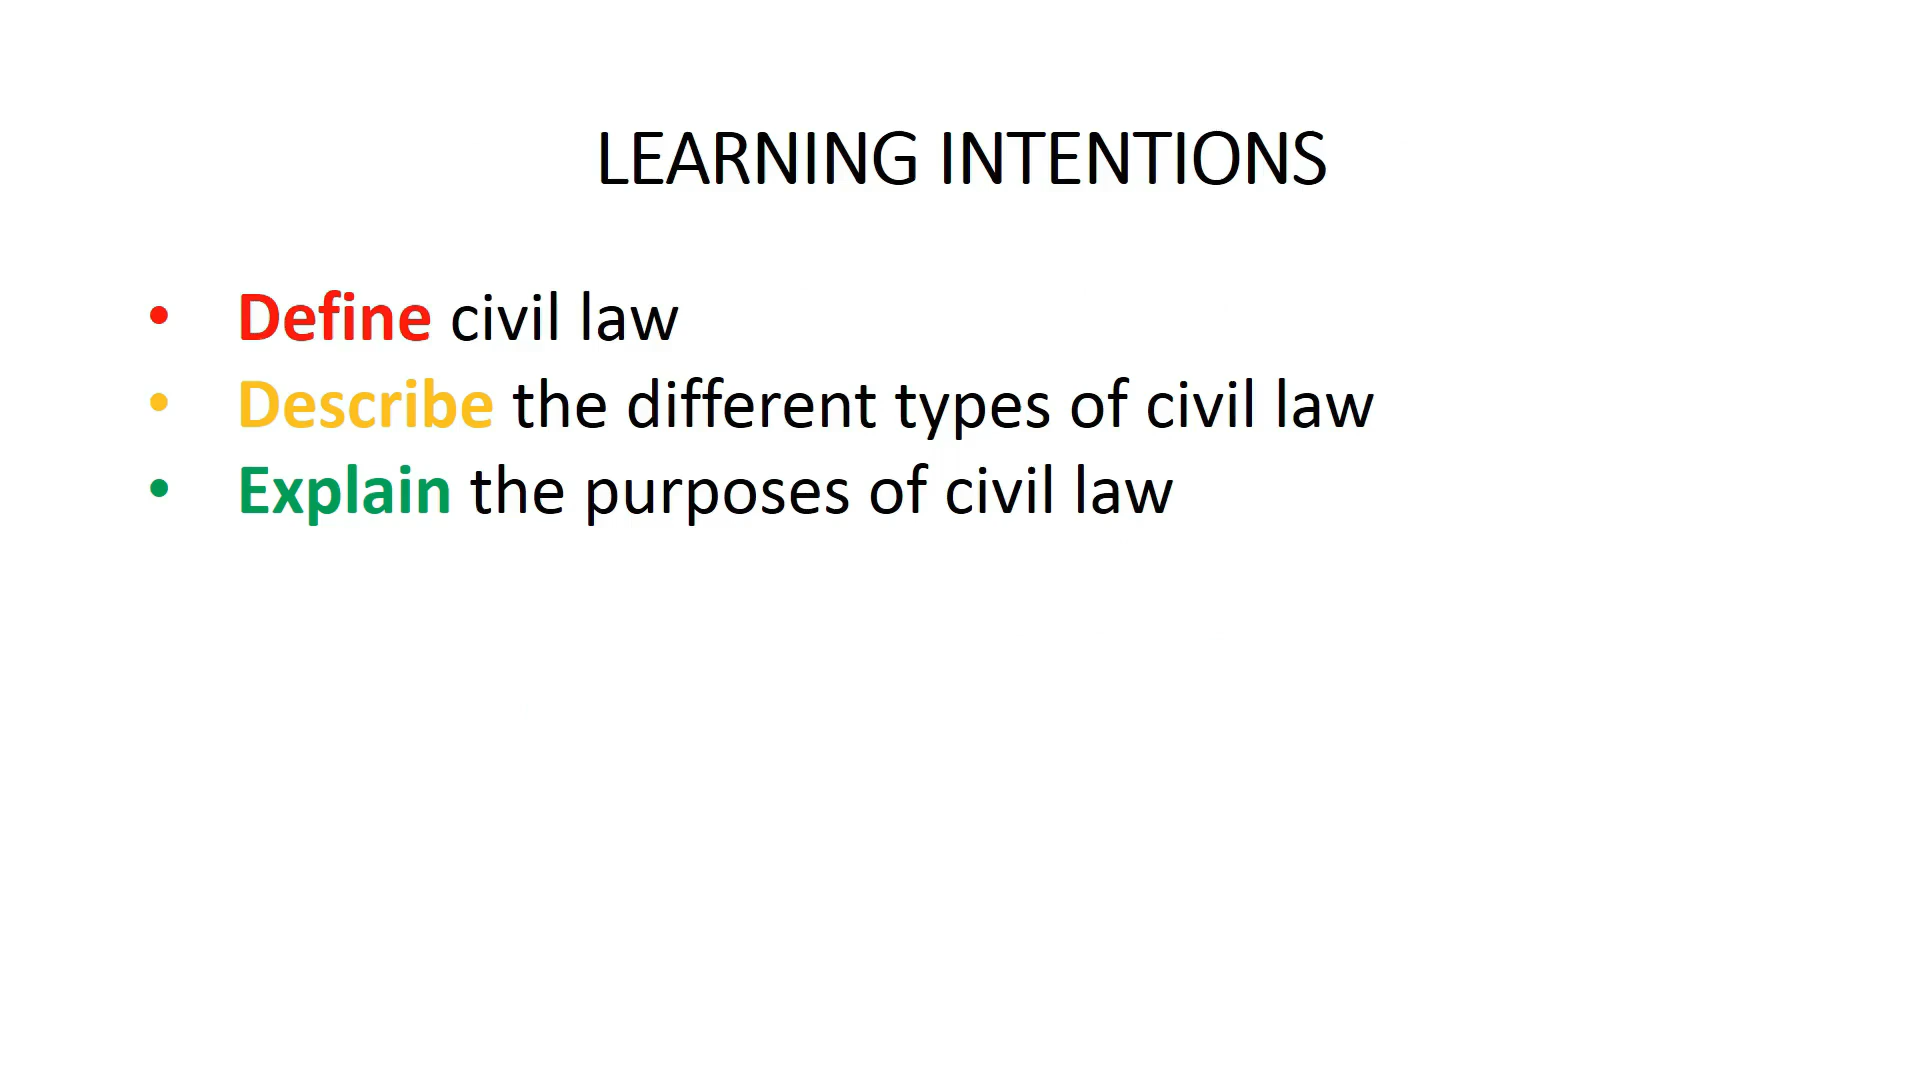 LEARNING INTENTIONS
• Define civil law
• Describe the different types of civil law
• Explain the purposes of civil law